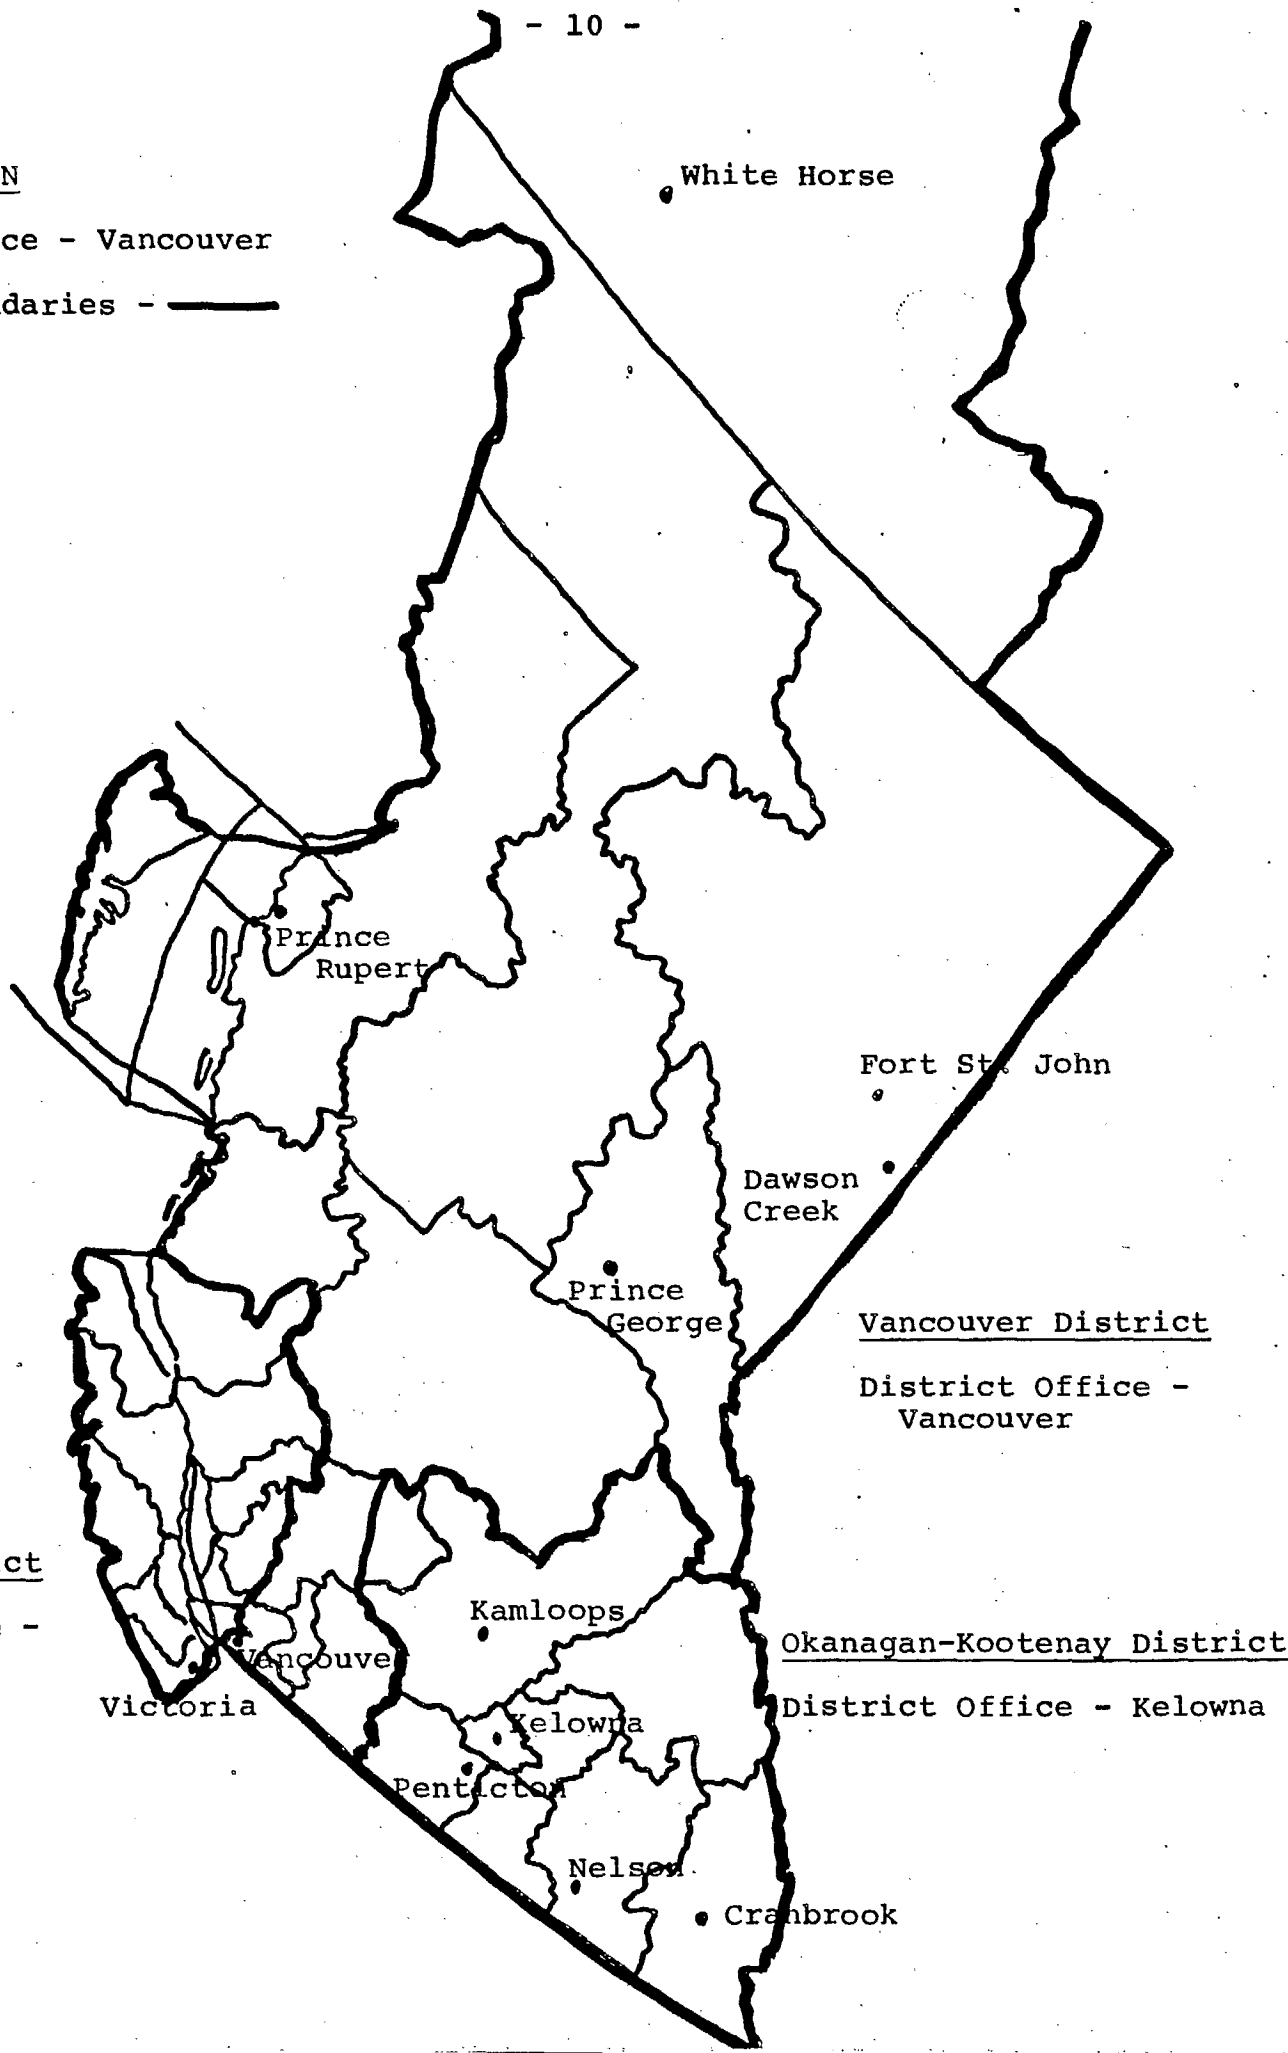 - 10 -
N
White Horse
ce - Vancouver
daries -
Prince
Rupert
Fort St. John
Dawson
Creek
Prince
George
Vancouver District
District Office -
Vancouver
ct
-
Kamloops
Okanagan-Kootenay District
Vancouver
Victoria
District Office - Kelowna
Kelowna
Penticton
Nelson
Cranbrook